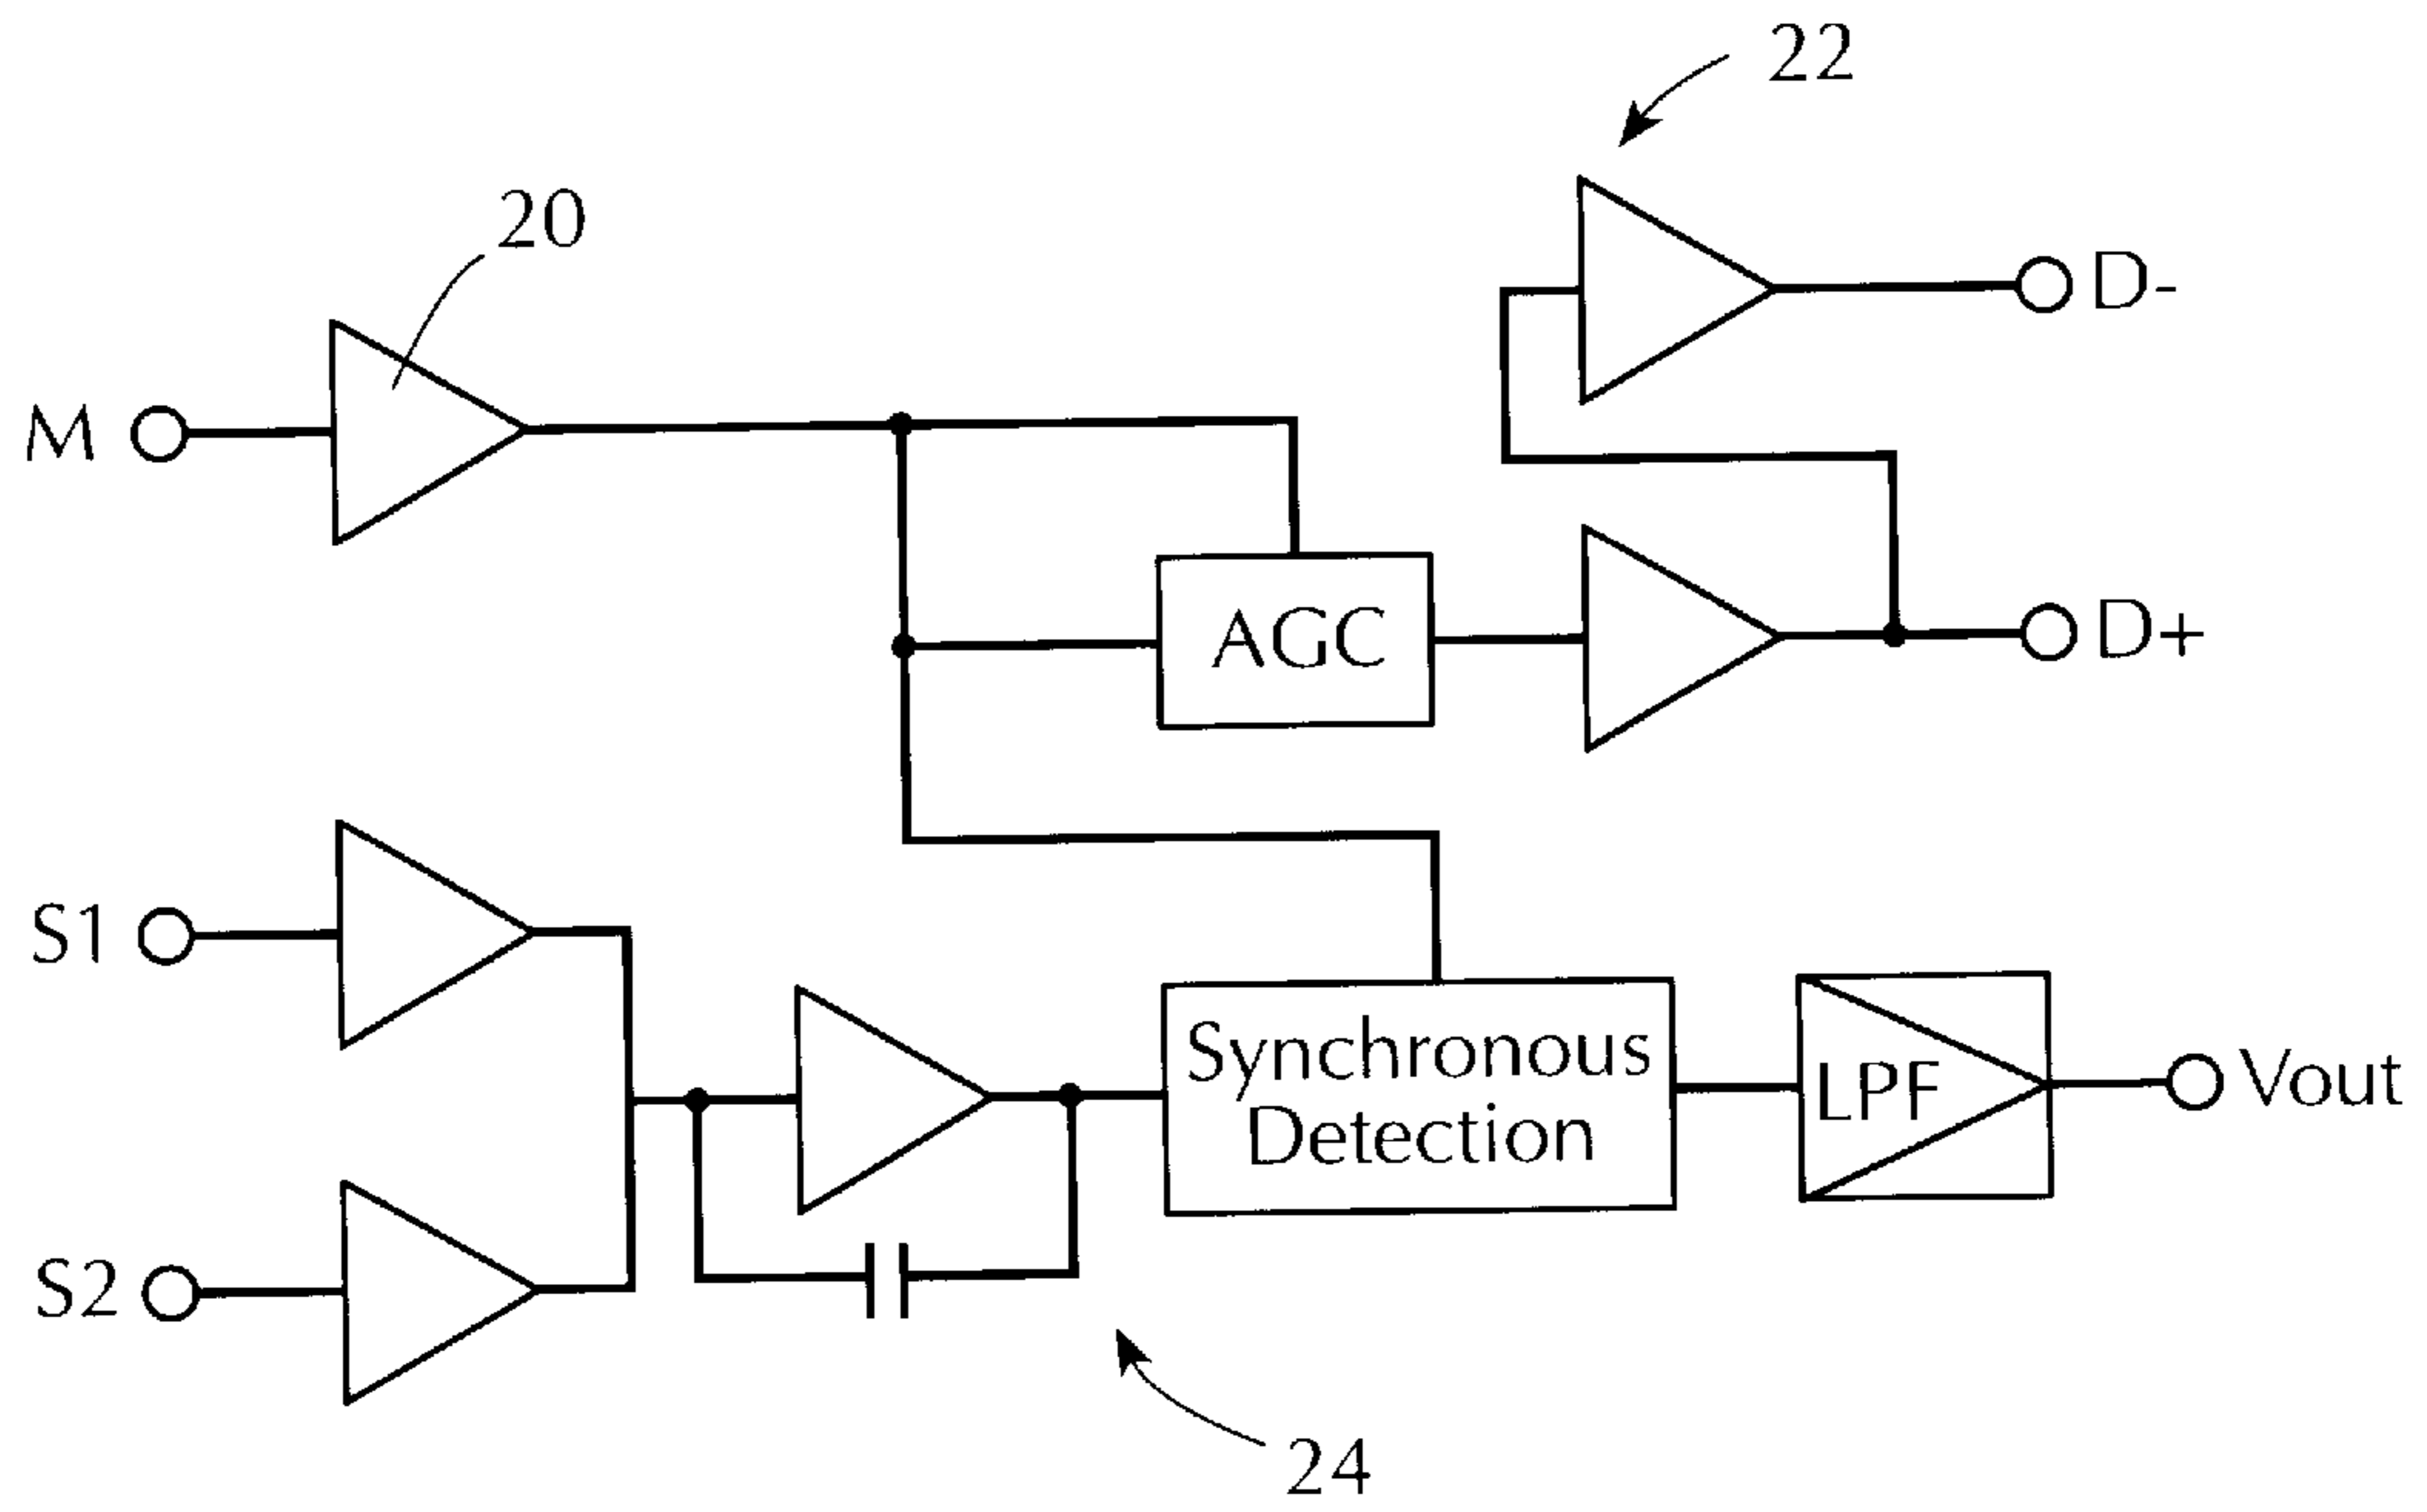 22
20
D-
M
AGC
D+
S1
Synchronous
Detection
LPF
Vout
S2
24